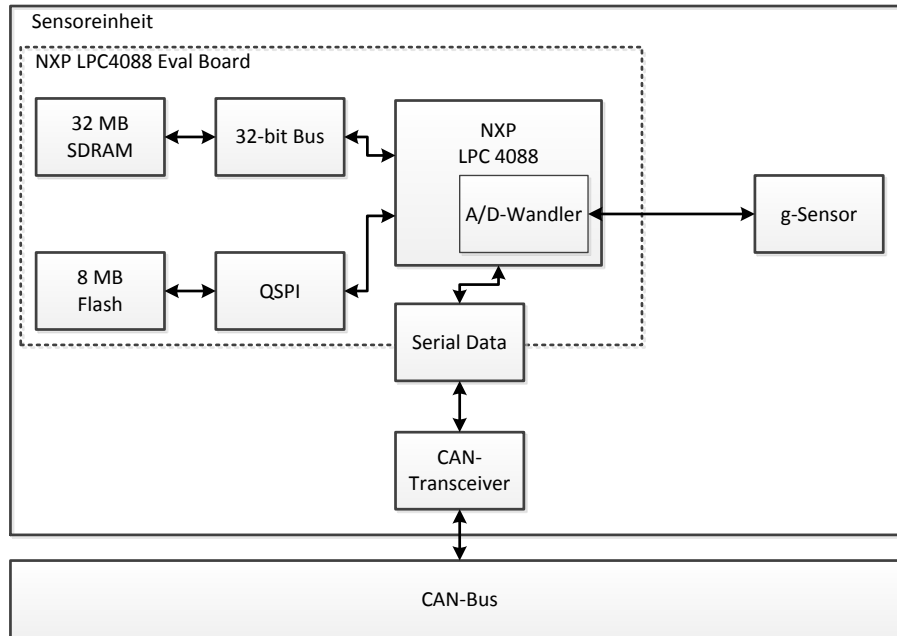 Sensoreinheit
NXP LPC4088 Eval Board
32 MB
SDRAM
32-bit Bus
NXP
LPC 4088
A/D-Wandler
g-Sensor
8 MB
Flash
QSPI
Serial Data
CAN-
Transceiver
CAN-Bus